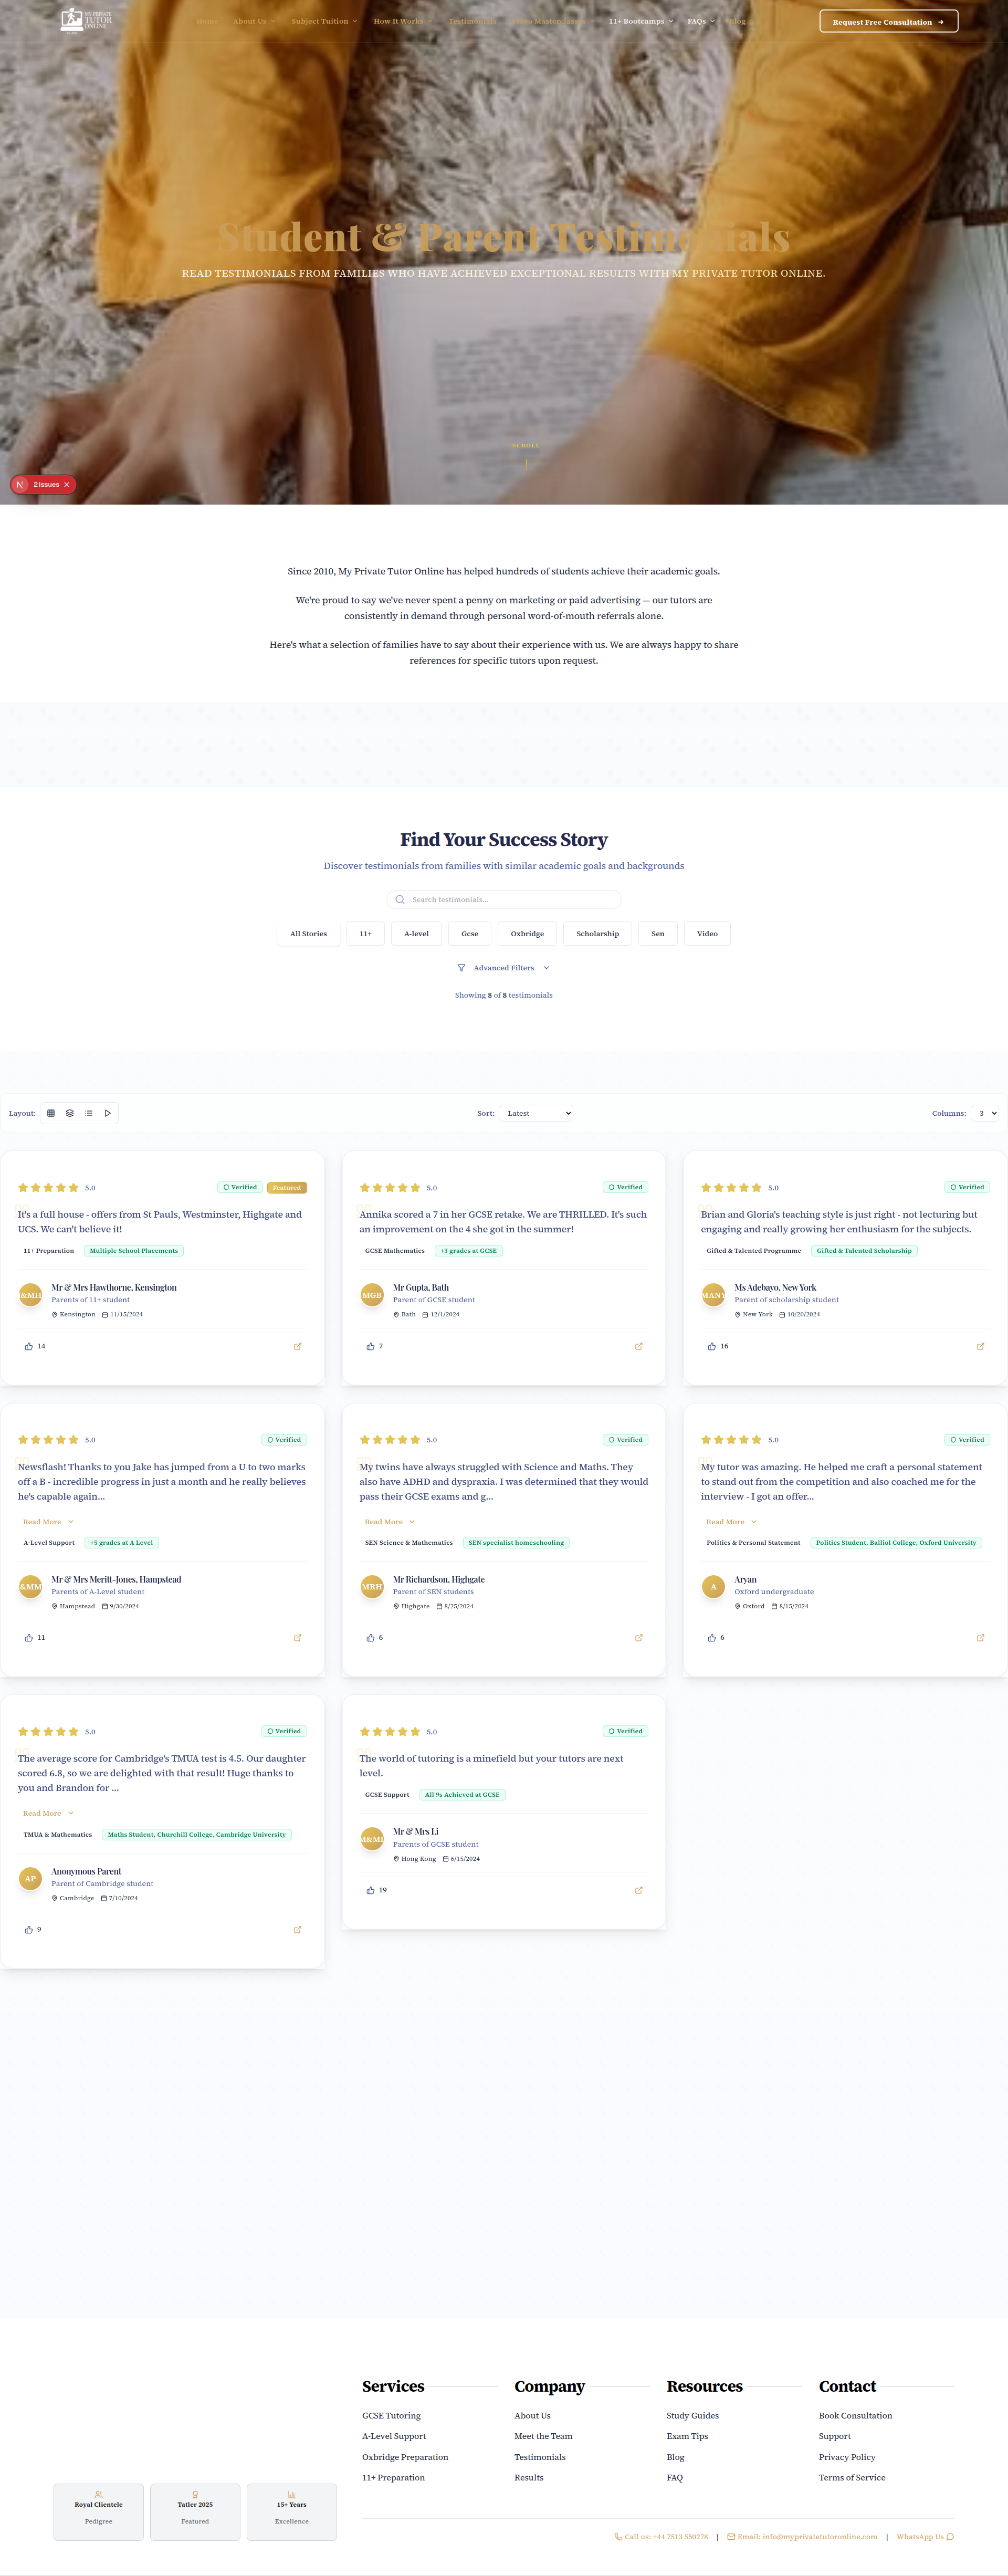 MY PRIVATE
TUTOR
ONLINE
Home About Us Subject Tuition How It Works Testimonials Video Masterclasses 11+ Bootcamps FAQs Blog Request Free Consultation →
Student & Parent Testimonials
READ TESTIMONIALS FROM FAMILIES WHO HAVE ACHIEVED EXCEPTIONAL RESULTS WITH MY PRIVATE TUTOR ONLINE.
SCROLL
N 2 Issues ×
Since 2010, My Private Tutor Online has helped hundreds of students achieve their academic goals.
We're proud to say we've never spent a penny on marketing or paid advertising — our tutors are
consistently in demand through personal word-of-mouth referrals alone.
Here's what a selection of families have to say about their experience with us. We are always happy to share
references for specific tutors upon request.
Find Your Success Story
Discover testimonials from families with similar academic goals and backgrounds
Search testimonials...
All Stories 11+ A-level Gcse Oxbridge Scholarship Sen Video
Advanced Filters
Showing 8 of 8 testimonials
Layout: Sort: Latest Columns: 3
5.0 Verified Featured
It's a full house - offers from St Pauls, Westminster, Highgate and
UCS. We can't believe it!
11+ Preparation Multiple School Placements
&MH
Mr & Mrs Hawthorne, Kensington
Parents of 11+ student
Kensington 11/15/2024
14
5.0 Verified
Annika scored a 7 in her GCSE retake. We are THRILLED. It's such
an improvement on the 4 she got in the summer!
GCSE Mathematics +3 grades at GCSE
MGB
Mr Gupta, Bath
Parent of GCSE student
Bath 12/1/2024
7
5.0 Verified
Brian and Gloria's teaching style is just right - not lecturing but
engaging and really growing her enthusiasm for the subjects.
Gifted & Talented Programme Gifted & Talented Scholarship
MANY
Ms Adebayo, New York
Parent of scholarship student
New York 10/20/2024
16
5.0 Verified
Newsflash! Thanks to you Jake has jumped from a U to two marks
off a B - incredible progress in just a month and he really believes
he's capable again...
Read More
A-Level Support +5 grades at A Level
&MM
Mr & Mrs Meritt-Jones, Hampstead
Parents of A-Level student
Hampstead 9/30/2024
11
5.0 Verified
My twins have always struggled with Science and Maths. They
also have ADHD and dyspraxia. I was determined that they would
pass their GCSE exams and g...
Read More
SEN Science & Mathematics SEN specialist homeschooling
MRH
Mr Richardson, Highgate
Parent of SEN students
Highgate 8/25/2024
6
5.0 Verified
My tutor was amazing. He helped me craft a personal statement
to stand out from the competition and also coached me for the
interview - I got an offer...
Read More
Politics & Personal Statement Politics Student, Balliol College, Oxford University
A
Aryan
Oxford undergraduate
Oxford 8/15/2024
6
5.0 Verified
The average score for Cambridge's TMUA test is 4.5. Our daughter
scored 6.8, so we are delighted with that result! Huge thanks to
you and Brandon for ...
Read More
TMUA & Mathematics Maths Student, Churchill College, Cambridge University
AP
Anonymous Parent
Parent of Cambridge student
Cambridge 7/10/2024
9
5.0 Verified
The world of tutoring is a minefield but your tutors are next
level.
GCSE Support All 9s Achieved at GCSE
Mr & Mrs Li
Parents of GCSE student
Hong Kong 6/15/2024
19
Services
GCSE Tutoring
A-Level Support
Oxbridge Preparation
11+ Preparation
Company
About Us
Meet the Team
Testimonials
Results
Resources
Study Guides
Exam Tips
Blog
FAQ
Contact
Book Consultation
Support
Privacy Policy
Terms of Service
Royal Clientele
Pedigree
Tatler 2025
Featured
15+ Years
Excellence
Call us: +44 7513 550278 | Email: info@myprivatetutoronline.com | WhatsApp Us